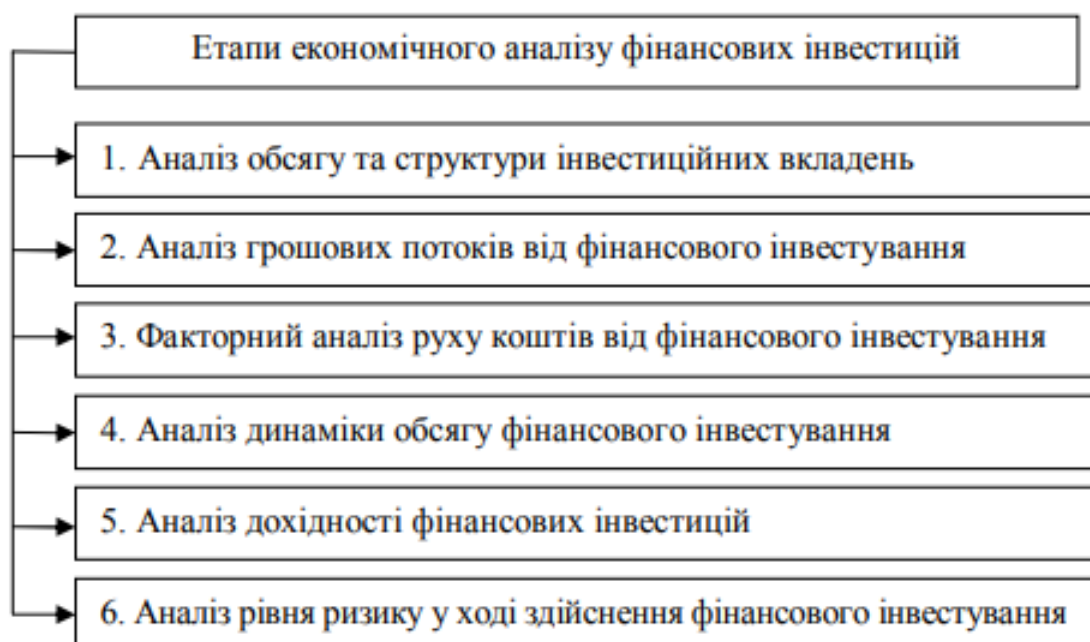 Етапи економічного аналізу фінансових інвестицій
1. Аналіз обсягу та структури інвестиційних вкладень
2. Аналіз грошових потоків від фінансового інвестування
3. Факторний аналіз руху коштів від фінансового інвестування
4. Аналіз динаміки обсягу фінансового інвестування
5. Аналіз дохідності фінансових інвестицій
6. Аналіз рівня ризику у ході здійснення фінансового інвестування